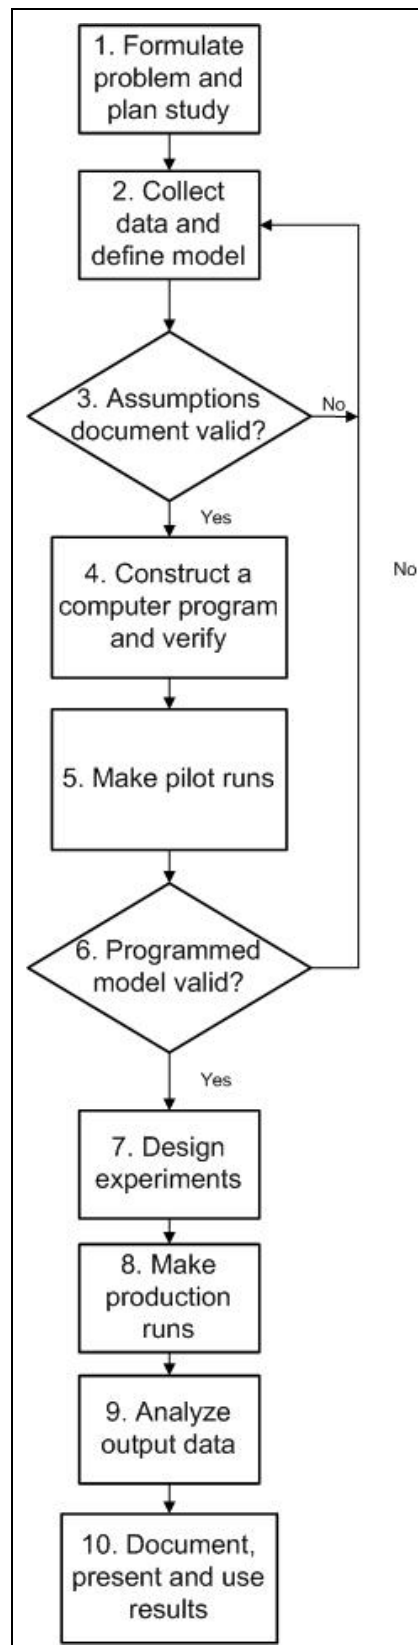 1. Formulate
problem and
plan study
2. Collect
data and
define model
3. Assumptions
document valid?
No
Yes
4. Construct a
computer program
and verify
No
5. Make pilot runs
6. Programmed
model valid?
Yes
7. Design
experiments
8. Make
production
runs
9. Analyze
output data
10. Document,
present and use
results